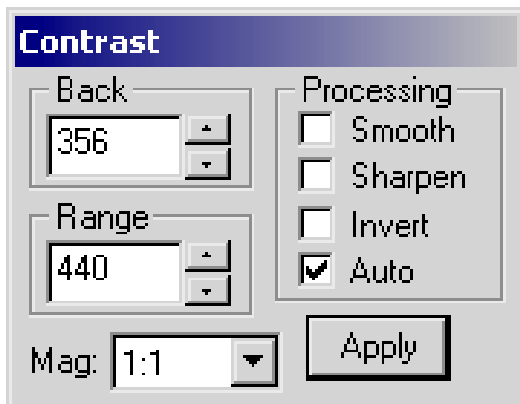 Contrast
Back
356
Range
440
Mag: 1:1
Processing
Smooth
Sharpen
Invert
Auto
Apply